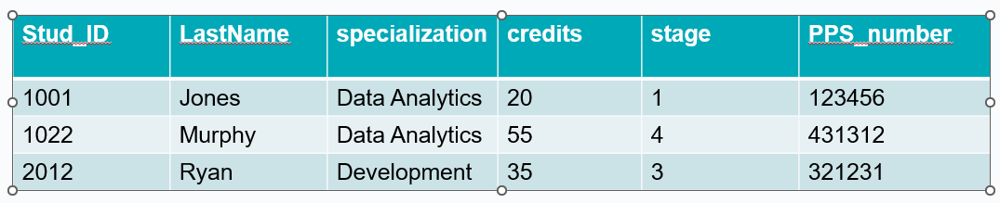 Stud_ID LastName specialization credits stage PPS_number
1001 Jones Data Analytics 20 1 123456
1022 Murphy Data Analytics 55 4 431312
2012 Ryan Development 35 3 321231